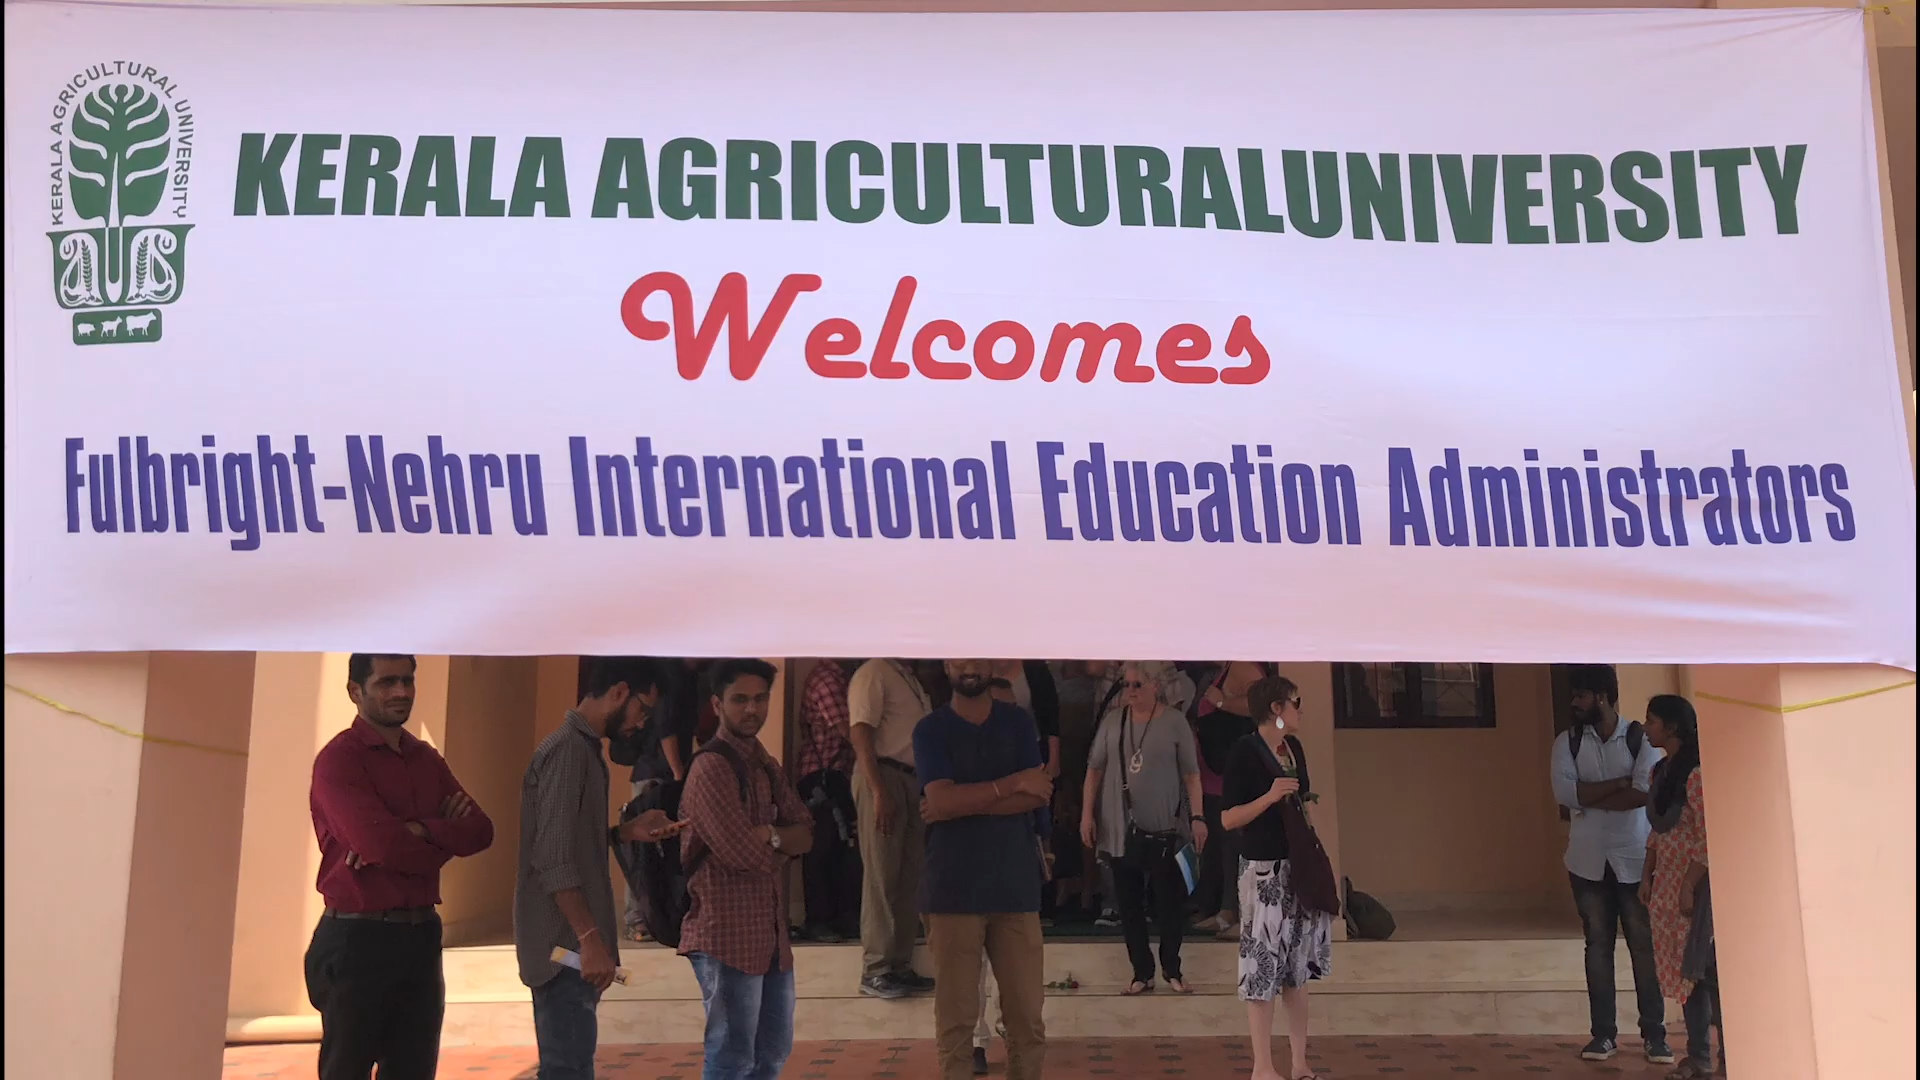 KERALA AGRICULTURAL UNIVERSITY
KERALA AGRICULTURALUNIVERSITY
Welcomes
Fulbright-Nehru International Education Administrators